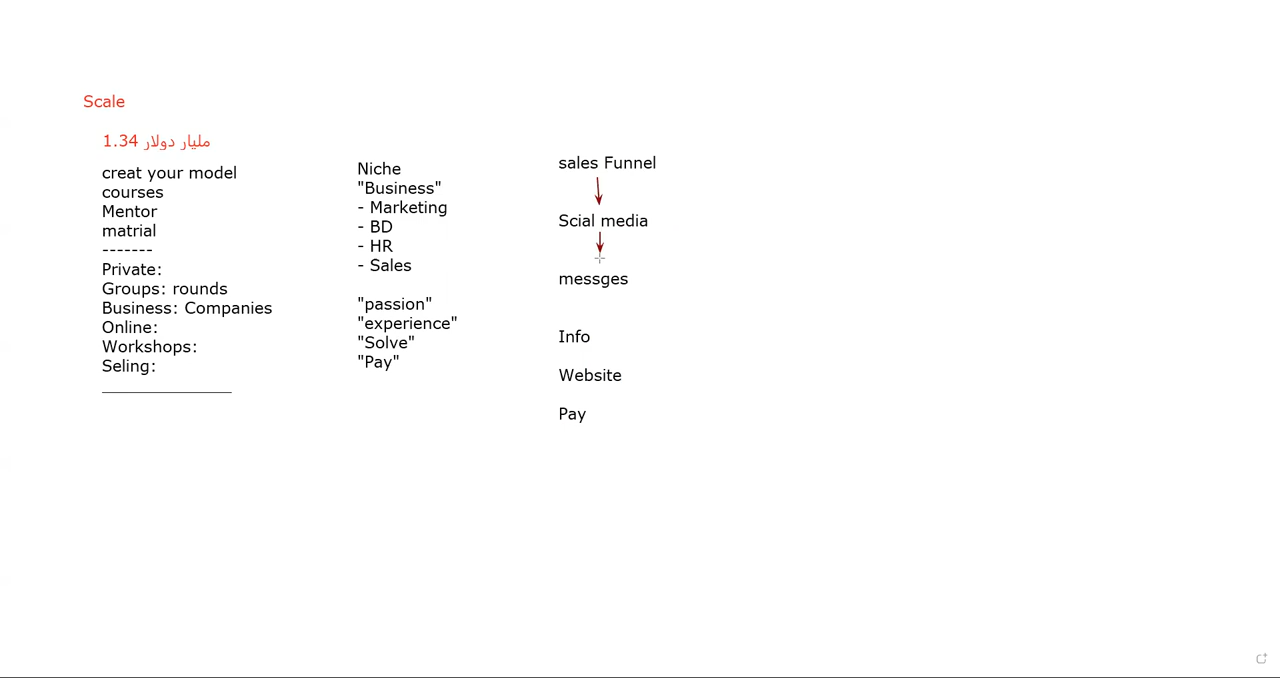 Scale
1.34 مليار دولار
creat your model
courses
Mentor
matrial
-------
Private:
Groups: rounds
Business: Companies
Online:
Workshops:
Seling:
Niche
"Business"
- Marketing
- BD
- HR
- Sales
"passion"
"experience"
"Solve"
"Pay"
sales Funnel
Scial media
messges
Info
Website
Pay